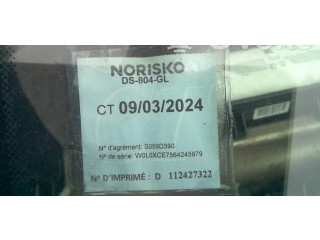 NORISKO
DS-804-GL
CT 09/03/2024
N° d'agrément: S059D390
N° de série: W0L0XCE7564245979
N° D'IMPRIMÉ: D 112427322